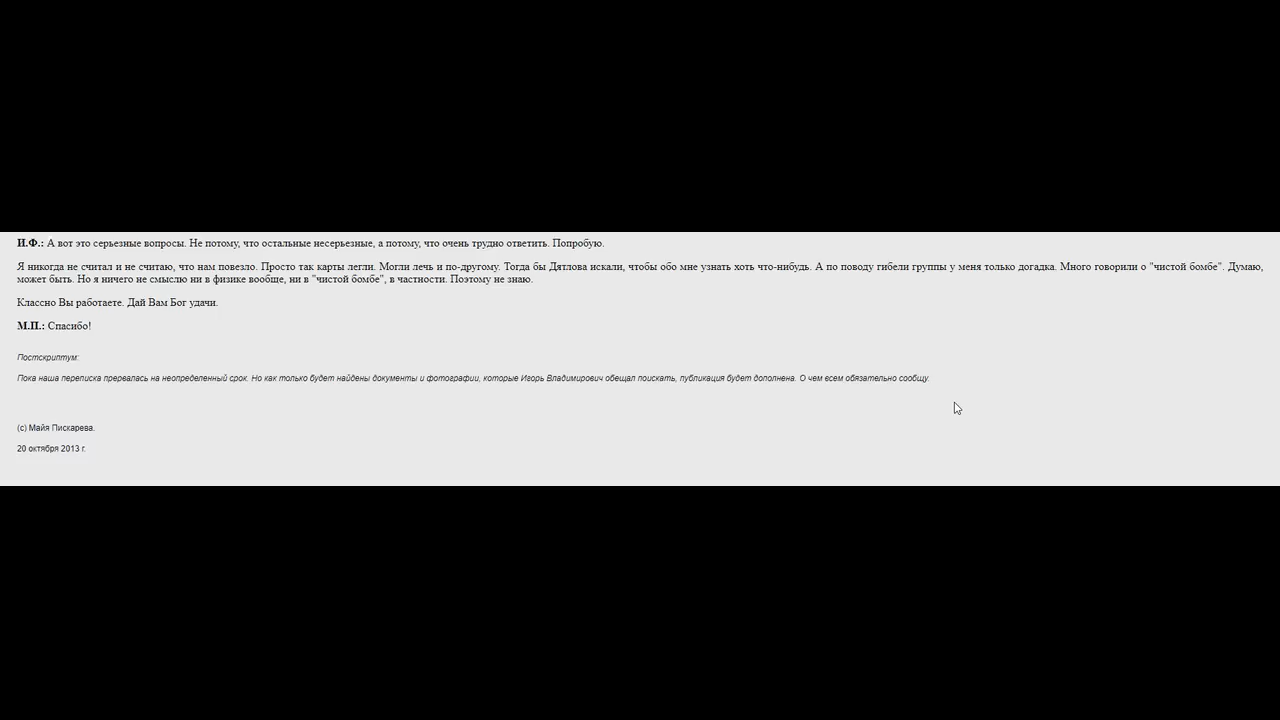 И.Ф.: А вот это серьезные вопросы. Не потому, что остальные несерьезные, а потому, что очень трудно ответить. Попробую.
Я никогда не считал и не считаю, что нам повезло. Просто так карты легли. Могли лечь и по-другому. Тогда бы Дятлова искали, чтобы обо мне узнать хоть что-нибудь. А по поводу гибели группы у меня только догадка. Много говорили о "чистой бомбе". Думаю,
может быть. Но я ничего не смыслю ни в физике вообще, ни в "чистой бомбе", в частности. Поэтому не знаю.
Классно Вы работаете. Дай Вам Бог удачи.
М.П.: Спасибо!
Постскриптум:
Пока наша переписка прервалась на неопределенный срок. Но как только будет найдены документы и фотографии, которые Игорь Владимирович обещал поискать, публикация будет дополнена. О чем всем обязательно сообщу.
(с) Майя Пискарева.
20 октября 2013 г.